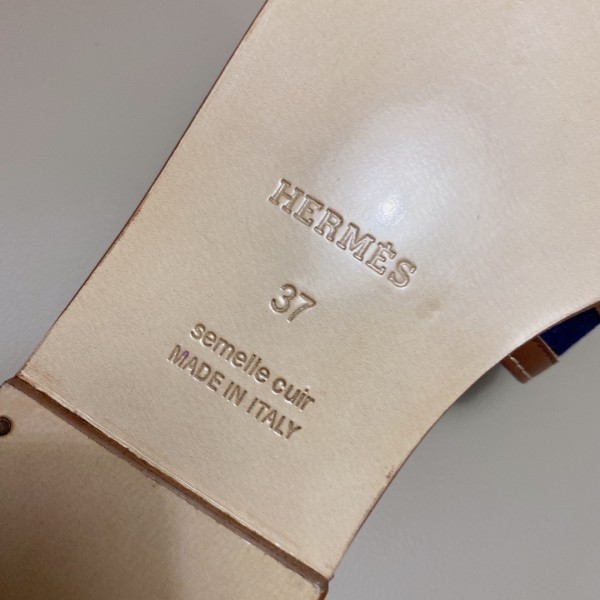 HERMÈS
37
semelle cuir
MADE IN ITALY